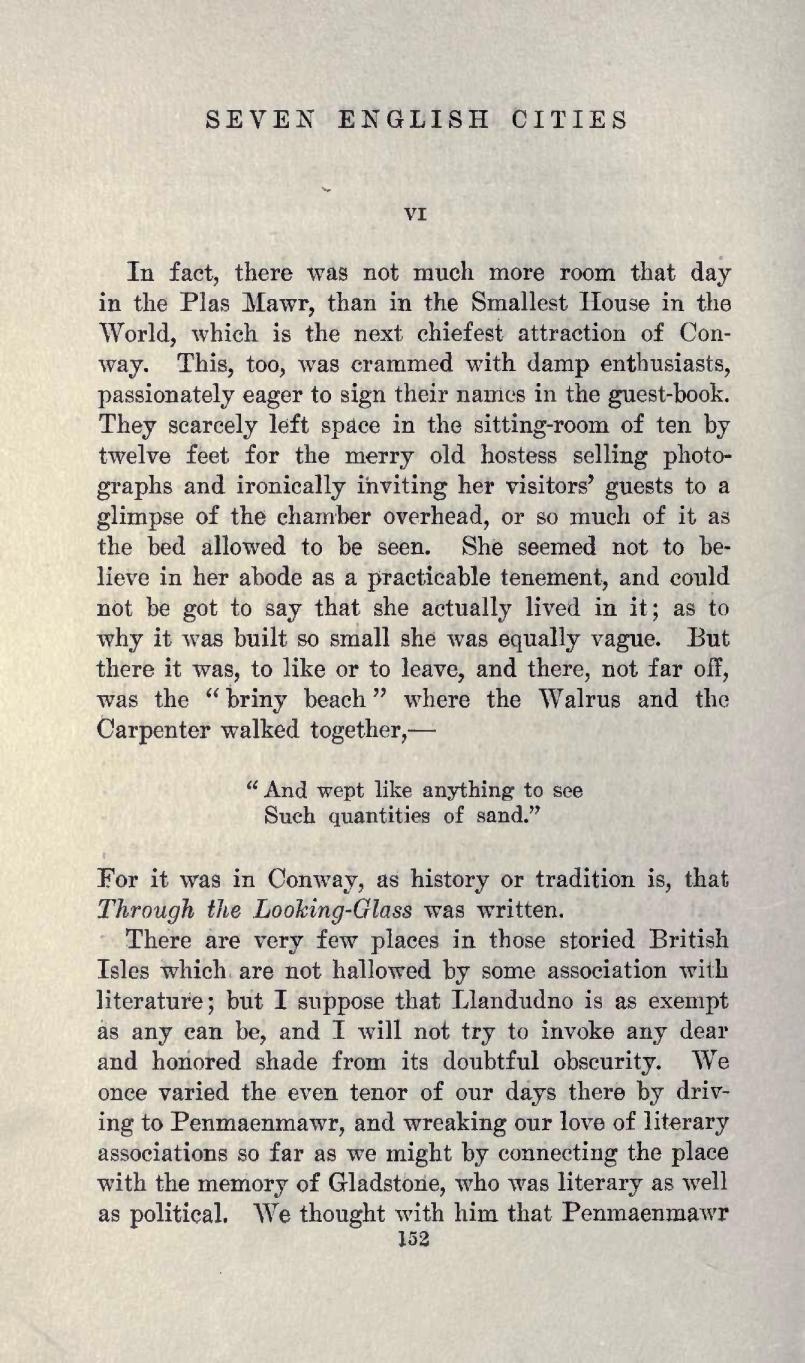 SEVEN ENGLISH CITIES
VI
In fact, there was not much more room that day
in the Plas Mawr, than in the Smallest House in the
World, which is the next chiefest attraction of Con-
way. This, too, was crammed with damp enthusiasts,
passionately eager to sign their names in the guest-book.
They scarcely left space in the sitting-room of ten by
twelve feet for the merry old hostess selling photo-
graphs and ironically inviting her visitors' guests to a
glimpse of the chamber overhead, or so much of it as
the bed allowed to be seen. She seemed not to be-
lieve in her abode as a practicable tenement, and could
not be got to say that she actually lived in it; as to
why it was built so small she was equally vague. But
there it was, to like or to leave, and there, not far off,
was the "briny beach" where the Walrus and the
Carpenter walked together,—
"And wept like anything to see
Such quantities of sand."
For it was in Conway, as history or tradition is, that
Through the Looking-Glass was written.
There are very few places in those storied British
Isles which are not hallowed by some association with
literature; but I suppose that Llandudno is as exempt
as any can be, and I will not try to invoke any dear
and honored shade from its doubtful obscurity. We
once varied the even tenor of our days there by driv-
ing to Penmaenmawr, and wreaking our love of literary
associations so far as we might by connecting the place
with the memory of Gladstone, who was literary as well
as political. We thought with him that Penmaenmawr
152